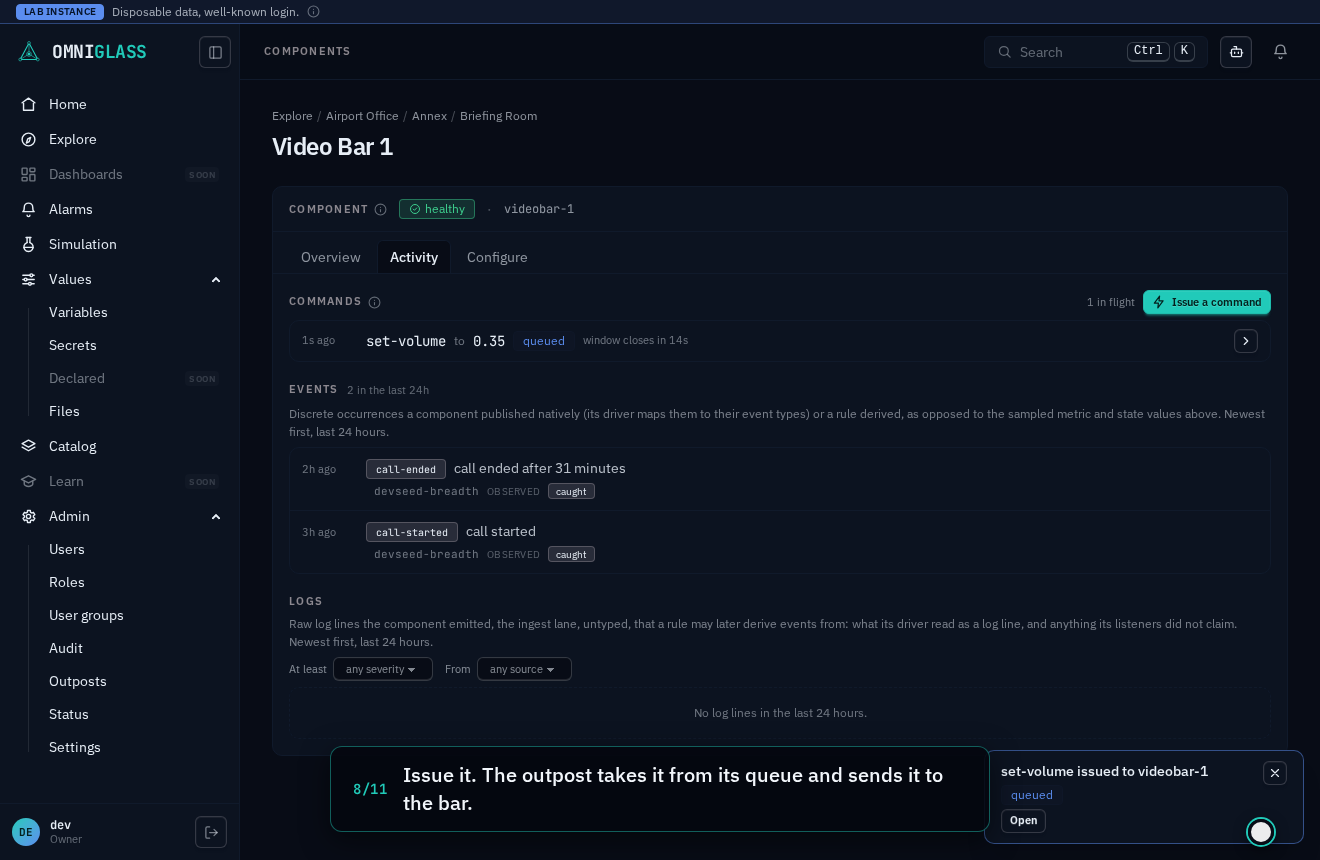 LAB INSTANCE Disposable data, well-known login.
OMNIGLASS
COMPONENTS
Search Ctrl K
Home
Explore
Dashboards SOON
Alarms
Simulation
Values
Variables
Secrets
Declared SOON
Files
Catalog
Learn SOON
Admin
Users
Roles
User groups
Audit
Outposts
Status
Settings
DE dev
Owner
Explore / Airport Office / Annex / Briefing Room
Video Bar 1
COMPONENT healthy · videobar-1
Overview Activity Configure
COMMANDS 1 in flight Issue a command
1s ago set-volume to 0.35 queued window closes in 14s
EVENTS 2 in the last 24h
Discrete occurrences a component published natively (its driver maps them to their event types) or a rule derived, as opposed to the sampled metric and state values above. Newest
first, last 24 hours.
2h ago call-ended call ended after 31 minutes
devseed-breadth OBSERVED caught
3h ago call-started call started
devseed-breadth OBSERVED caught
LOGS
Raw log lines the component emitted, the ingest lane, untyped, that a rule may later derive events from: what its driver read as a log line, and anything its listeners did not claim.
Newest first, last 24 hours.
At least any severity From any source
No log lines in the last 24 hours.
8/11 Issue it. The outpost takes it from its queue and sends it to
the bar.
set-volume issued to videobar-1
queued
Open